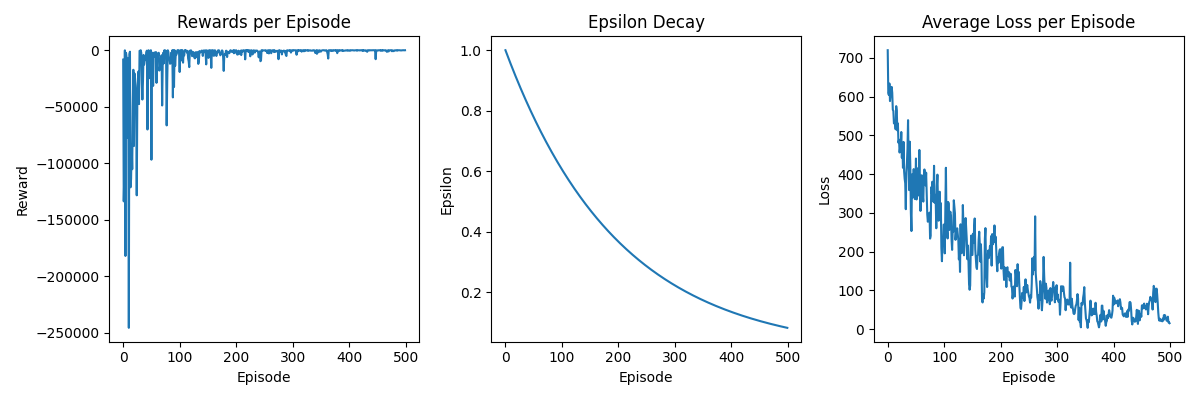 Rewards per Episode
0
−50000
−100000
−150000
−200000
−250000
Reward
0 100 200 300 400 500
Episode
Epsilon Decay
1.0
0.8
0.6
0.4
0.2
Epsilon
0 100 200 300 400 500
Episode
Average Loss per Episode
700
600
500
400
300
200
100
0
Loss
0 100 200 300 400 500
Episode